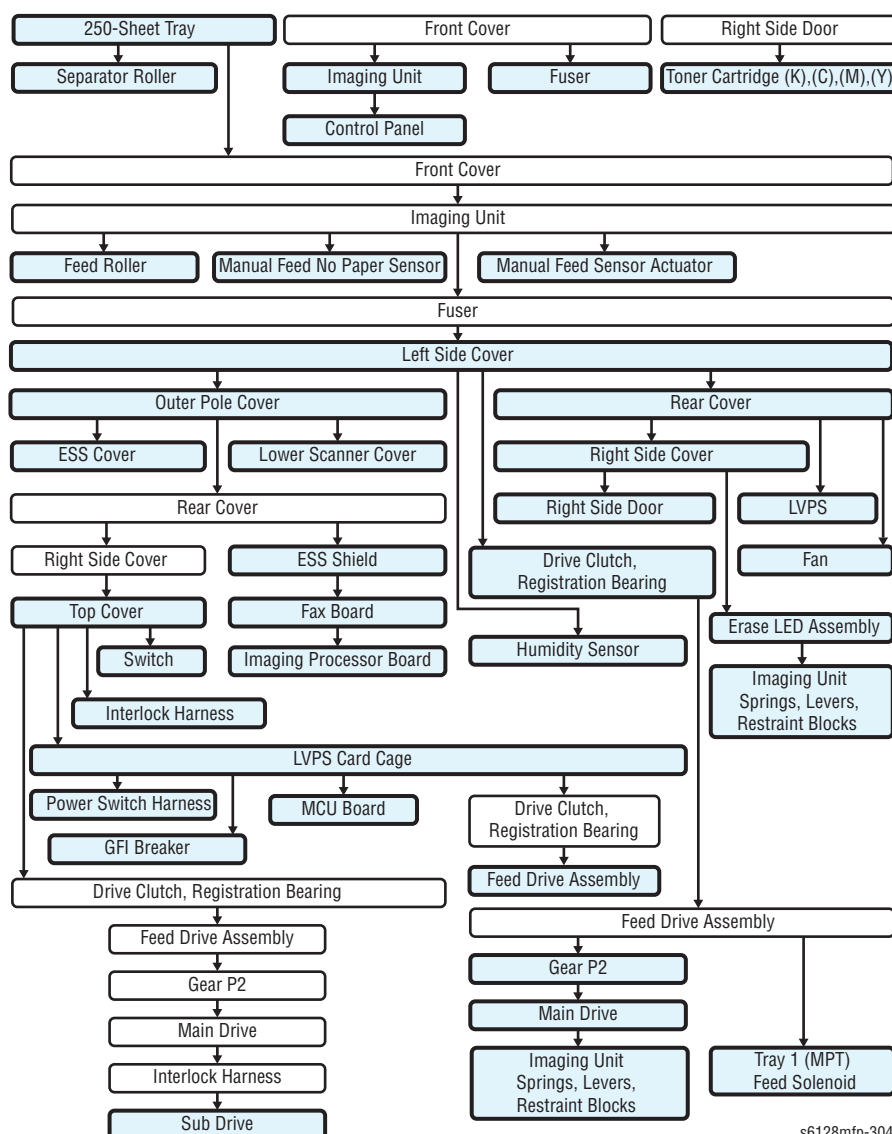 250-Sheet Tray
Front Cover
Right Side Door
Separator Roller
Imaging Unit
Fuser
Toner Cartridge (K),(C),(M),(Y)
Control Panel
Front Cover
Imaging Unit
Feed Roller
Manual Feed No Paper Sensor
Manual Feed Sensor Actuator
Fuser
Left Side Cover
Outer Pole Cover
Rear Cover
ESS Cover
Lower Scanner Cover
Right Side Cover
Rear Cover
Right Side Door
LVPS
Right Side Cover
ESS Shield
Drive Clutch,
Registration Bearing
Fan
Top Cover
Fax Board
Erase LED Assembly
Switch
Imaging Processor Board
Humidity Sensor
Imaging Unit
Springs, Levers,
Restraint Blocks
Interlock Harness
LVPS Card Cage
Power Switch Harness
MCU Board
Drive Clutch,
Registration Bearing
GFI Breaker
Feed Drive Assembly
Drive Clutch, Registration Bearing
Feed Drive Assembly
Feed Drive Assembly
Gear P2
Gear P2
Main Drive
Main Drive
Interlock Harness
Imaging Unit
Springs, Levers,
Restraint Blocks
Tray 1 (MPT)
Feed Solenoid
Sub Drive
s6128mfp-304